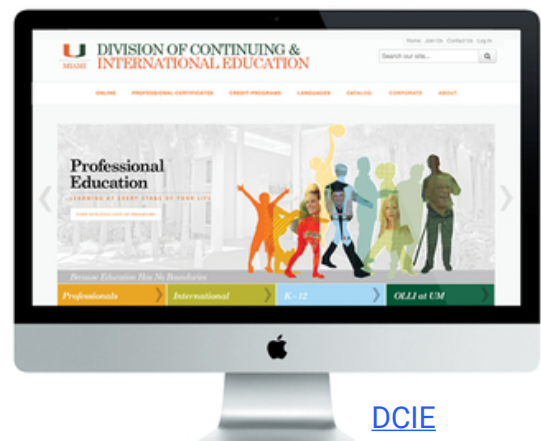 Home Join Us Contact Us Log In
U
MIAMI
DIVISION OF CONTINUING &
INTERNATIONAL EDUCATION
Search our site...
ONLINE PROFESSIONAL CERTIFICATES CREDIT PROGRAMS LANGUAGES CATALOG CORPORATE ABOUT
Professional
Education
LEARNING AT EVERY STAGE OF YOUR LIFE
Because Education Has No Boundaries
Professionals International K-12 OLLI at UM
DCIE